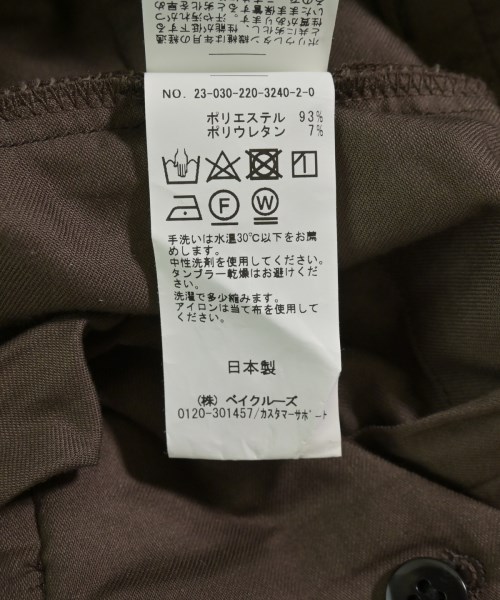 NO. 23-030-220-3240-2-0
ポリエステル 93%
ポリウレタン 7%
F W
手洗いは水温30℃以下をお薦
めします。
中性洗剤を使用してください。
タンブラー乾燥はお避けくだ
さい。
洗濯で多少縮みます。
アイロンは当て布を使用して
ください。
日本製
(株) ベイクルーズ
0120-301457/カスタマーサポート